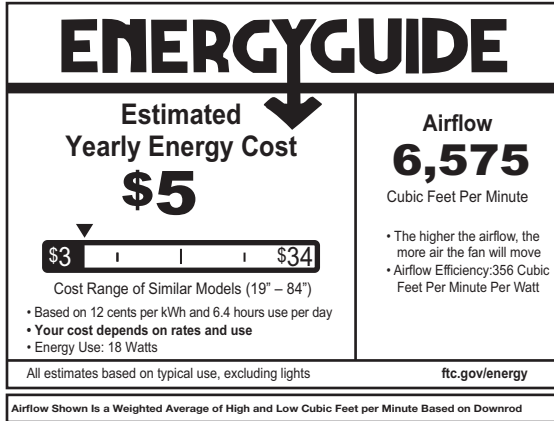 ENERGYGUIDE
Estimated
Yearly Energy Cost
$5
$3 $34
Cost Range of Similar Models (19” – 84”)
• Based on 12 cents per kWh and 6.4 hours use per day
• Your cost depends on rates and use
• Energy Use: 18 Watts
Airflow
6,575
Cubic Feet Per Minute
• The higher the airflow, the
more air the fan will move
• Airflow Efficiency:356 Cubic
Feet Per Minute Per Watt
All estimates based on typical use, excluding lights
ftc.gov/energy
Airflow Shown Is a Weighted Average of High and Low Cubic Feet per Minute Based on Downrod